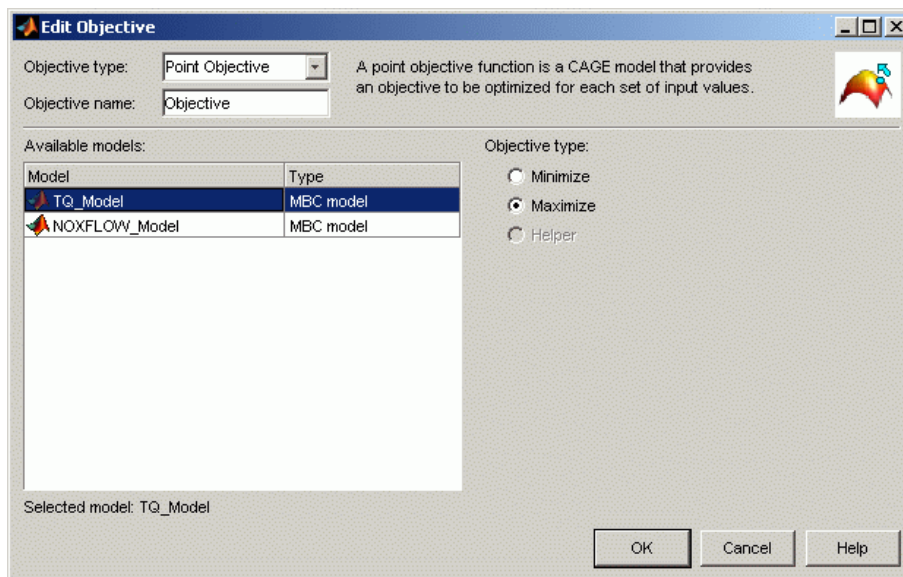 Edit Objective
Objective type: Point Objective
A point objective function is a CAGE model that provides
an objective to be optimized for each set of input values.
Objective name: Objective
Available models:
Model Type
TQ_Model MBC model
NOXFLOW_Model MBC model
Selected model: TQ_Model
Objective type:
Minimize
Maximize
Helper
OK Cancel Help